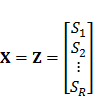 X = Z = [S₁
S₂
⋮
S_R]